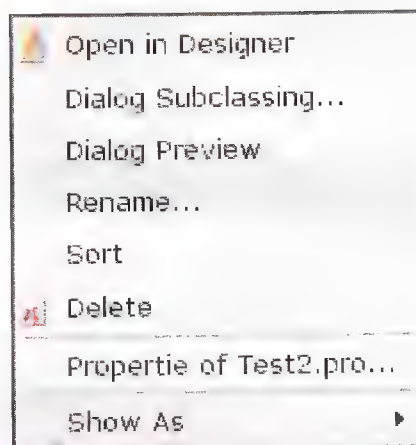 Open in Designer
Dialog Subclassing...
Dialog Preview
Rename...
Sort
Delete
Propertie of Test2.pro...
Show As